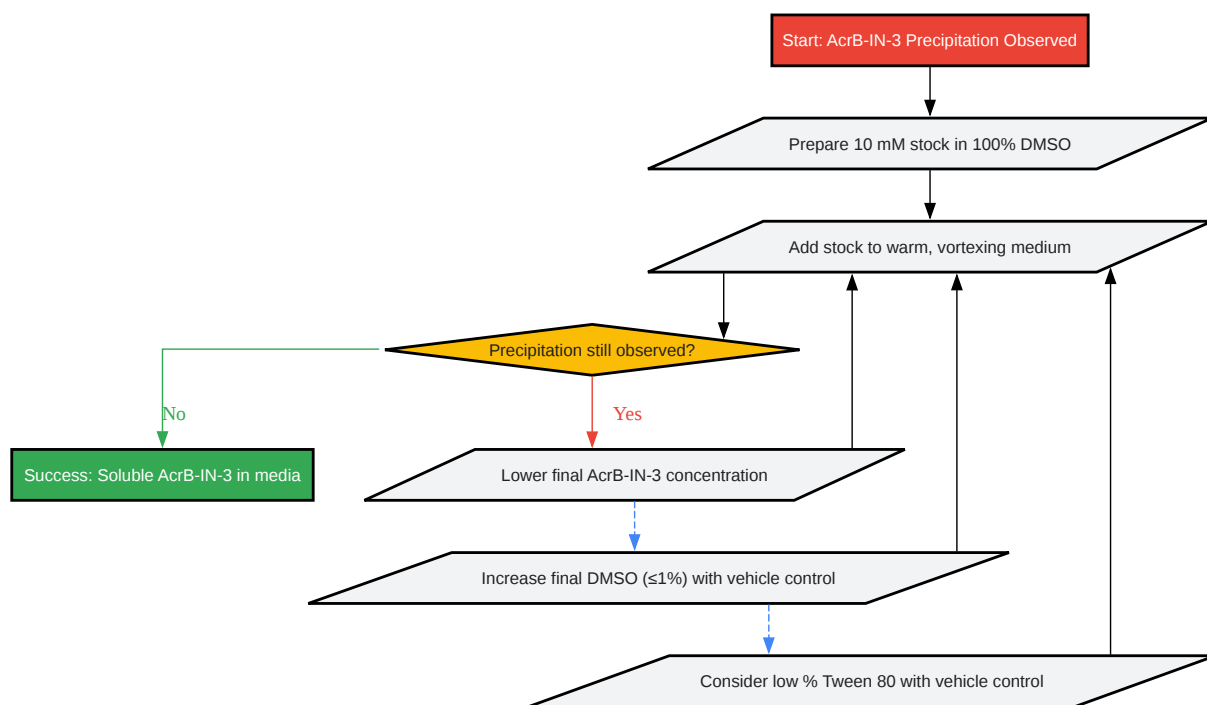 Start: AcrB-IN-3 Precipitation Observed
Prepare 10 mM stock in 100% DMSO
Add stock to warm, vortexing medium
Precipitation still observed?
No
Yes
Success: Soluble AcrB-IN-3 in media
Lower final AcrB-IN-3 concentration
Increase final DMSO (≤1%) with vehicle control
Consider low % Tween 80 with vehicle control